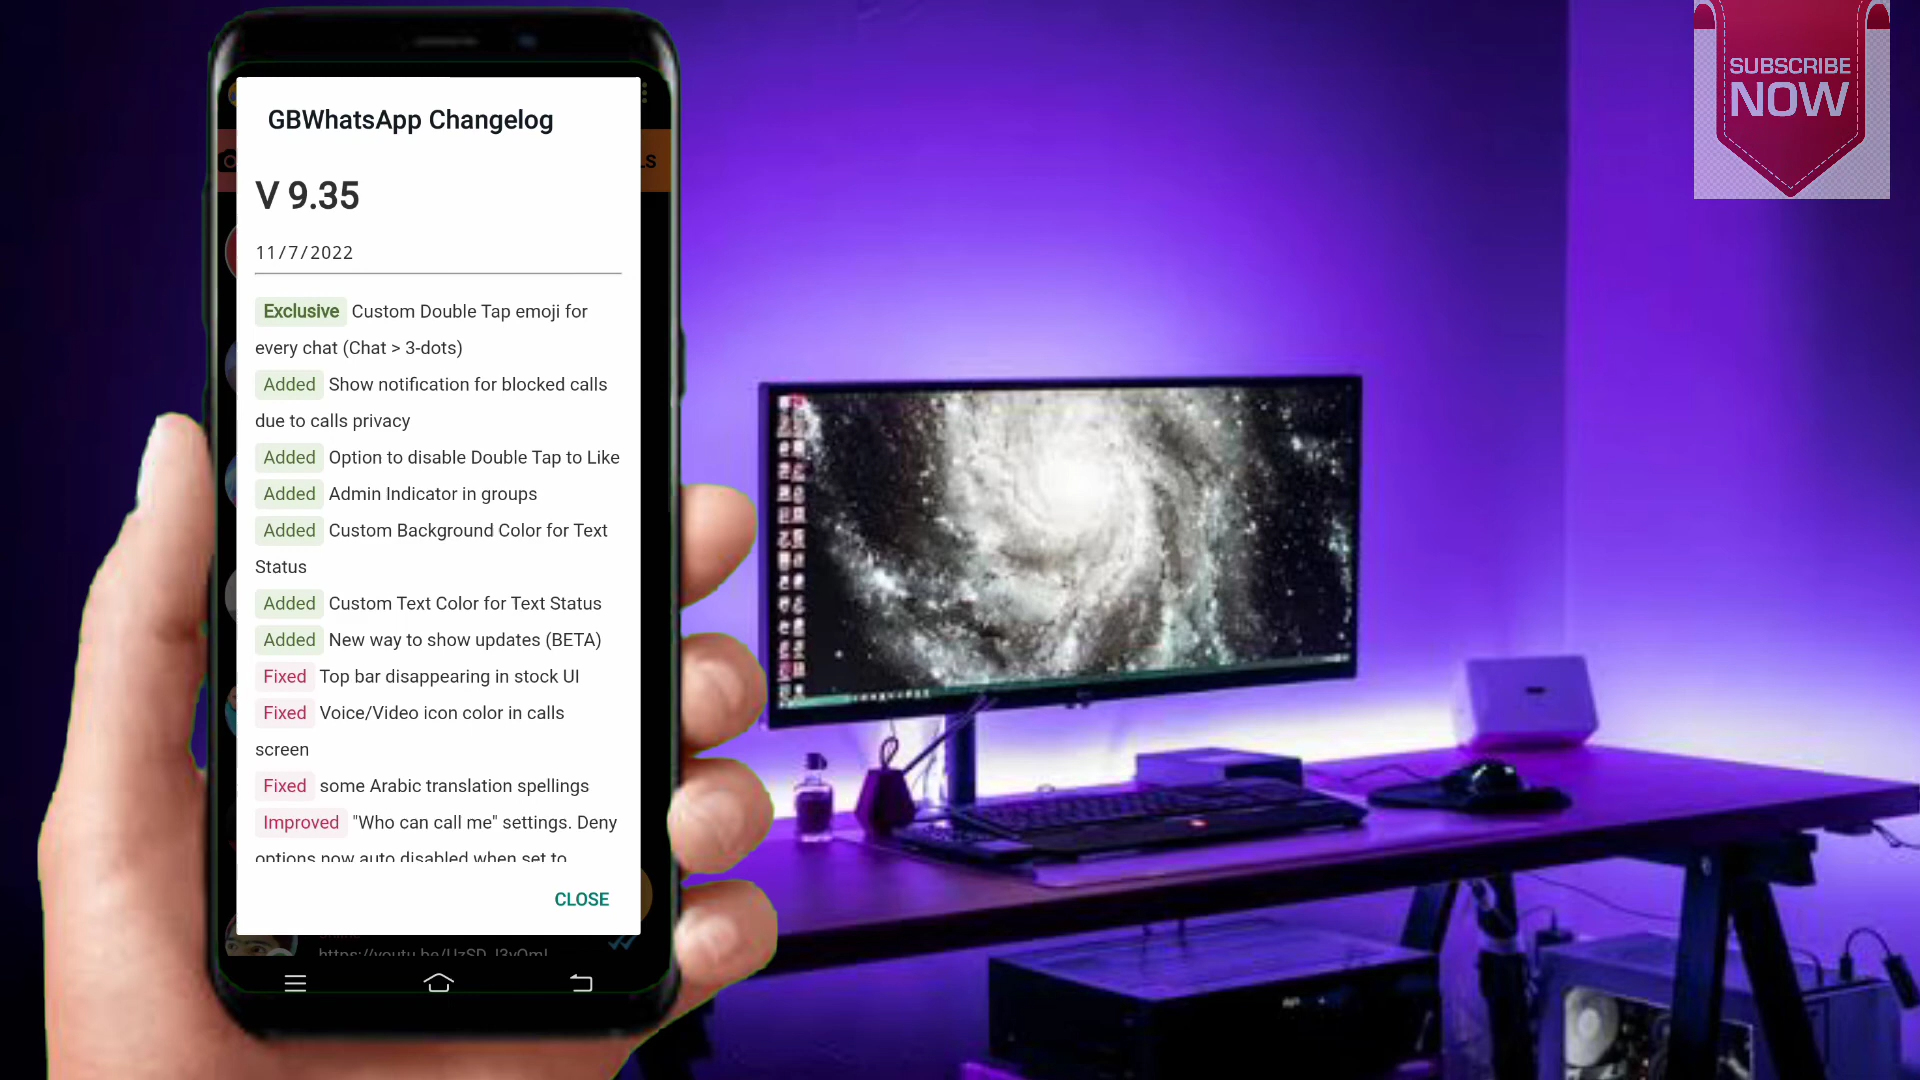 SUBSCRIBE
NOW
GBWhatsApp Changelog
LS
V 9.35
11/7/2022
Exclusive Custom Double Tap emoji for
every chat (Chat > 3-dots)
Added Show notification for blocked calls
due to calls privacy
Added Option to disable Double Tap to Like
Added Admin Indicator in groups
Added Custom Background Color for Text
Status
Added Custom Text Color for Text Status
Added New way to show updates (BETA)
Fixed Top bar disappearing in stock UI
Fixed Voice/Video icon color in calls
screen
Fixed some Arabic translation spellings
Improved "Who can call me" settings. Deny
options now auto disabled when set to
CLOSE